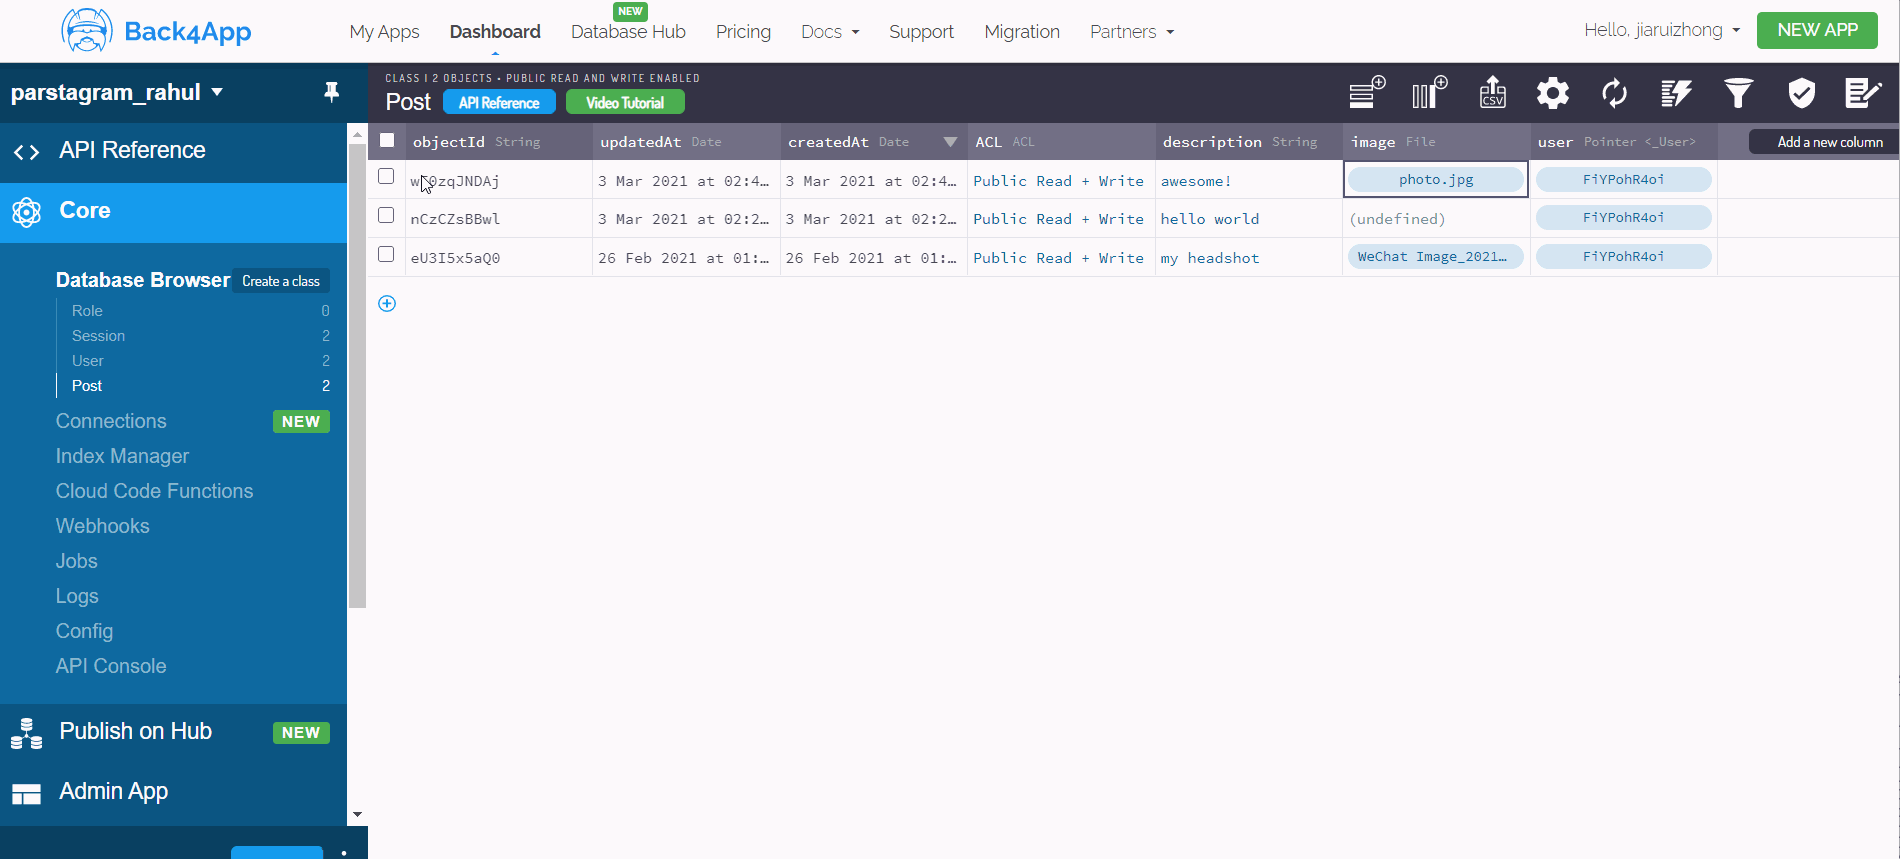 Back4App
My Apps Dashboard NEW Database Hub Pricing Docs Support Migration Partners Hello, jiaruizhong NEW APP
parstagram_rahul
CLASS | 2 OBJECTS • PUBLIC READ AND WRITE ENABLED
Post API Reference Video Tutorial
CSV
API Reference
Core
Database Browser Create a class
Role 0
Session 2
User 2
Post 2
Connections NEW
Index Manager
Cloud Code Functions
Webhooks
Jobs
Logs
Config
API Console
Publish on Hub NEW
Admin App
objectId String updatedAt Date createdAt Date ACL ACL description String image File user Pointer <_User> Add a new column
3 Mar 2021 at 02:4… 3 Mar 2021 at 02:4… Public Read + Write awesome! photo.jpg FiYPohR4oi
nCzCZsBBwl 3 Mar 2021 at 02:2… 3 Mar 2021 at 02:2… Public Read + Write hello world (undefined) FiYPohR4oi
eU3I5x5aQ0 26 Feb 2021 at 01:… 26 Feb 2021 at 01:… Public Read + Write my headshot WeChat Image_2021… FiYPohR4oi